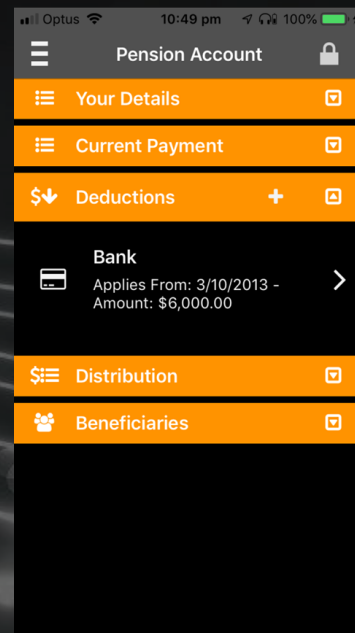 Optus 10:49 pm 100%
Pension Account
Your Details
Current Payment
$ Deductions +
Bank
Applies From: 3/10/2013 -
Amount: $6,000.00
$ Distribution
Beneficiaries